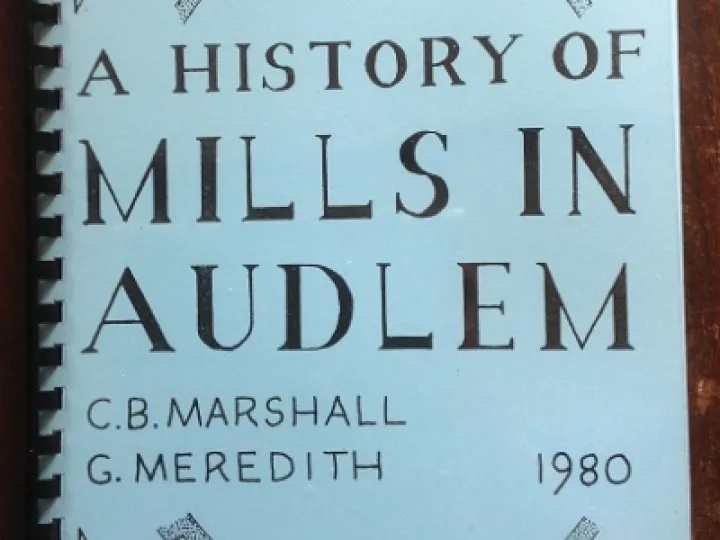 A HISTORY OF
MILLS IN
AUDLEM
C.B. MARSHALL
G. MEREDITH 1980